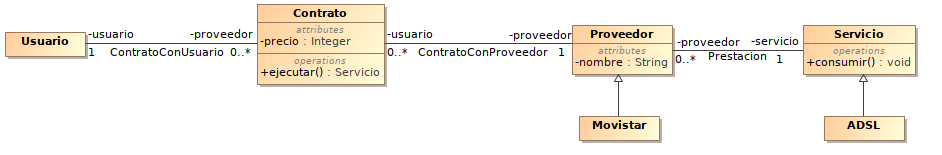 Usuario
-usuario
-proveedor
1
ContratoConUsuario
0..*
Contrato
attributes
-precio : Integer
operations
+ejecutar() : Servicio
-usuario
-proveedor
0..*
ContratoConProveedor
1
Proveedor
attributes
-nombre : String
-proveedor
-servicio
0..*
Prestacion
1
Servicio
operations
+consumir() : void
Movistar
ADSL